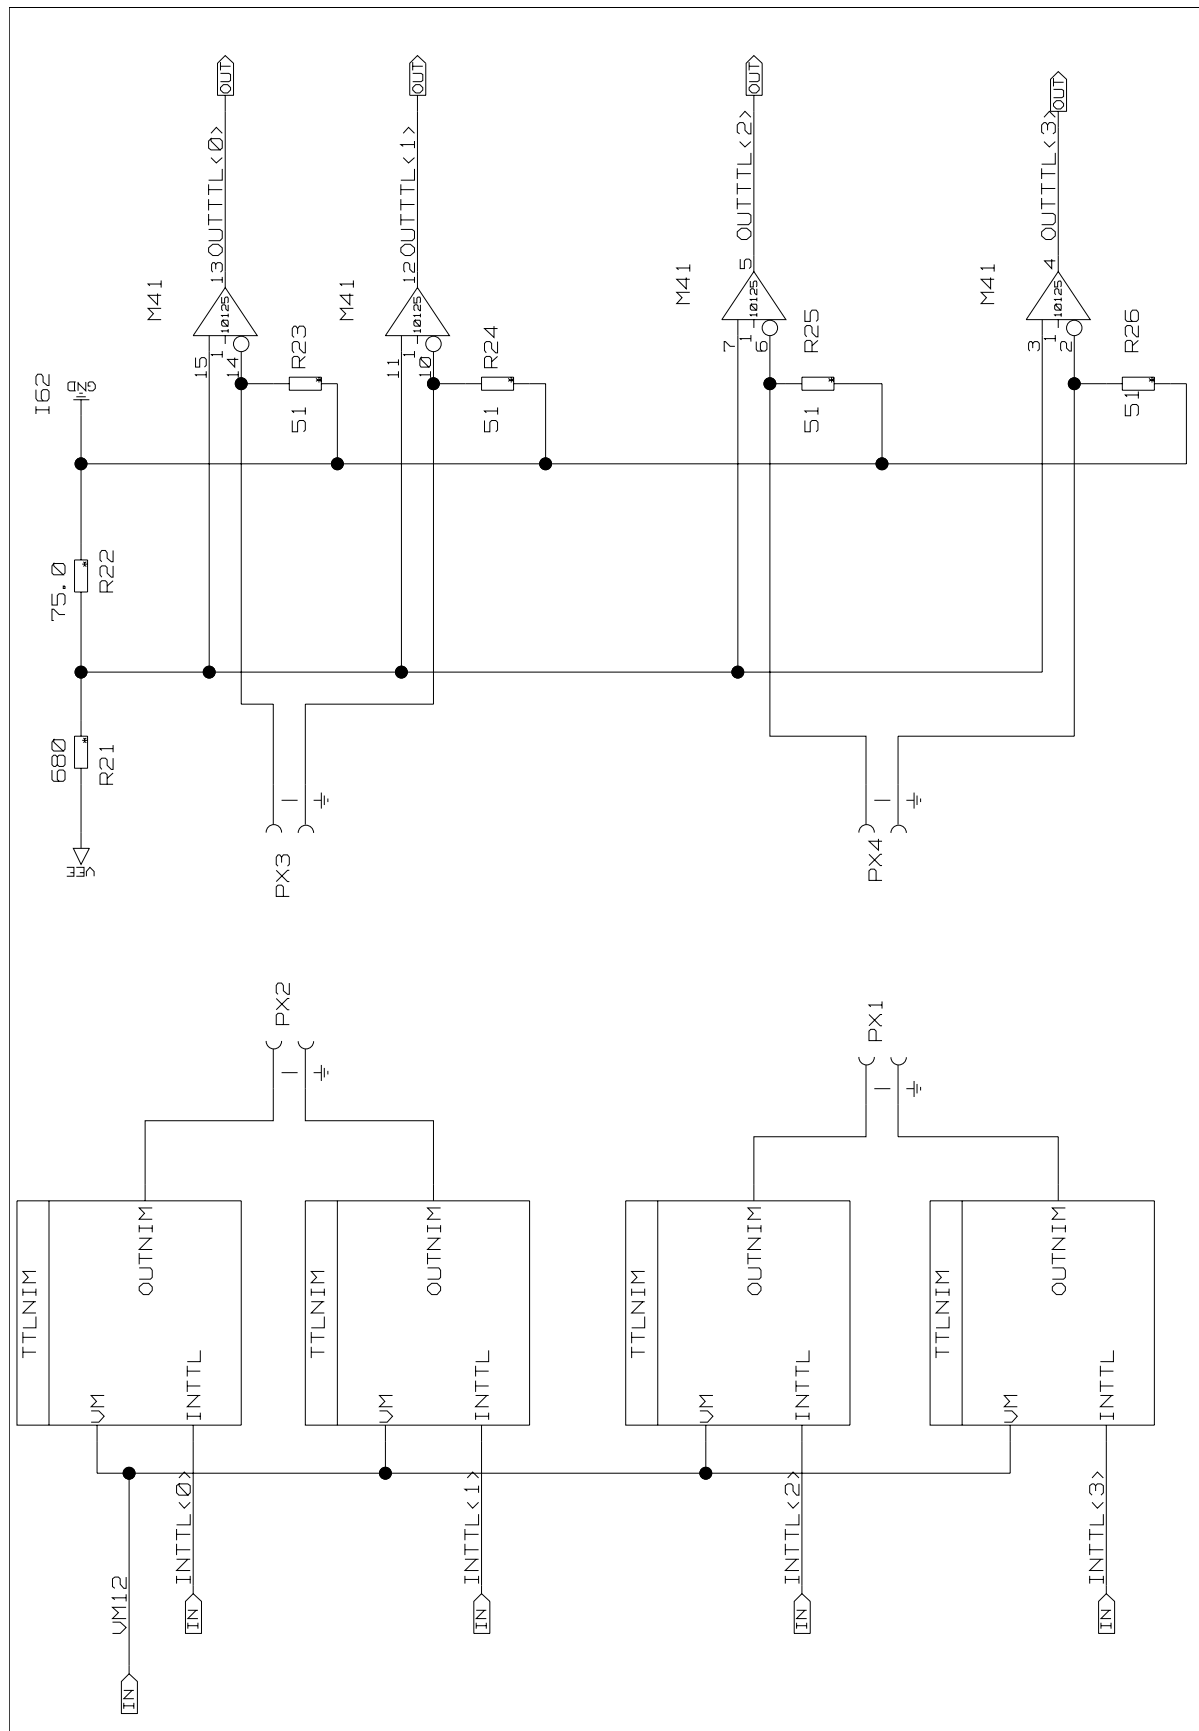 OUT
OUT
OUT
OUT
OUTTTL<0>
OUTTTL<1>
OUTTTL<2>
OUTTTL<3>
13
12
5
4
M41
M41
M41
M41
10125
10125
10125
10125
15
1
14
11
1
10
7
1
6
3
1
2
I62
GND
R23
51
R24
51
R25
51
R26
51
75.0
R22
680
R21
VEE
PX3
PX4
PX2
PX1
TTLNIM
OUTNIM
VM
INTTL
TTLNIM
OUTNIM
VM
INTTL
TTLNIM
OUTNIM
VM
INTTL
TTLNIM
OUTNIM
VM
INTTL
VM12
INTTL<0>
INTTL<1>
INTTL<2>
INTTL<3>
IN
IN
IN
IN
IN